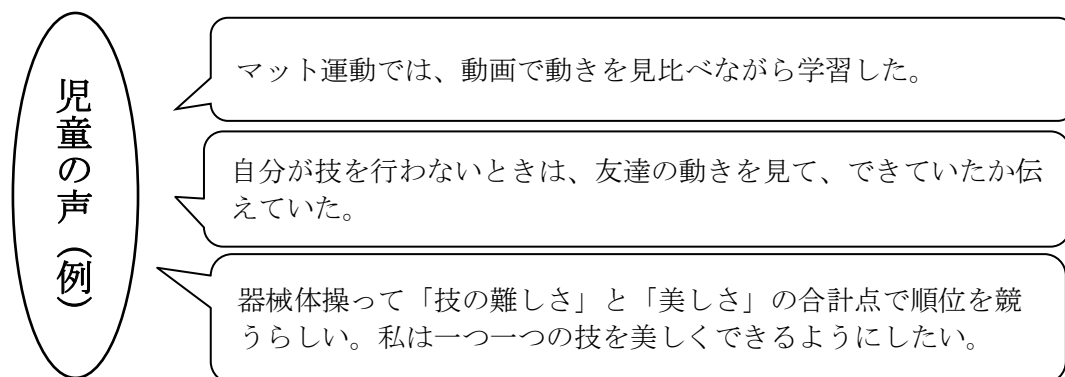 児童の声（例）
マット運動では、動画で動きを見比べながら学習した。
自分が技を行わないときは、友達の動きを見て、できていたか伝
えていた。
器械体操って「技の難しさ」と「美しさ」の合計点で順位を競
うらしい。私は一つ一つの技を美しくできるようにしたい。